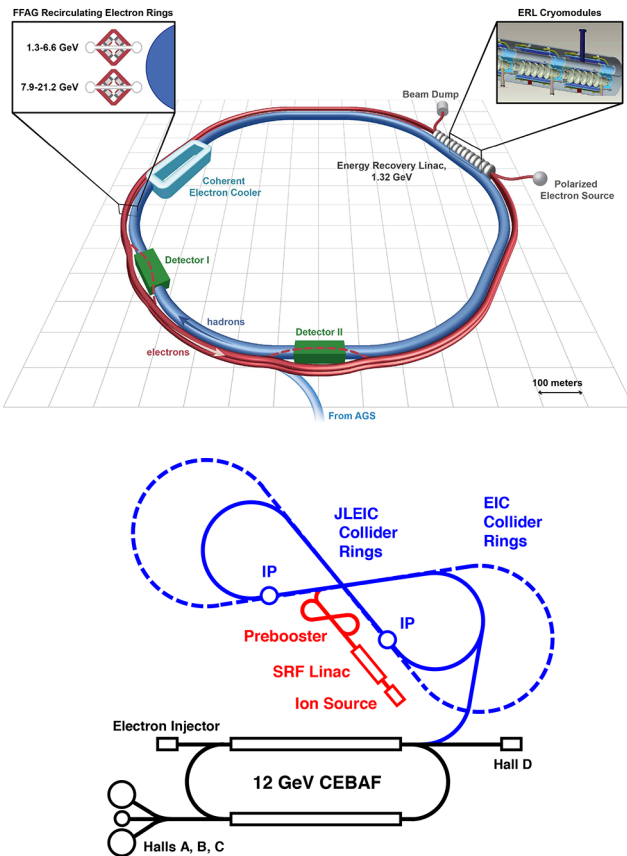 FFAG Recirculating Electron Rings
ERL Cryomodules
1.3-6.6 GeV
7.9-21.2 GeV
Beam Dump
Energy Recovery Linac,
1.32 GeV
Polarized
Electron Source
Coherent
Electron Cooler
Detector I
hadrons
Detector II
electrons
100 meters
From AGS
JLEIC
Collider
Rings
EIC
Collider
Rings
IP
IP
Prebooster
SRF Linac
Ion Source
Electron Injector
Hall D
12 GeV CEBAF
Halls A, B, C